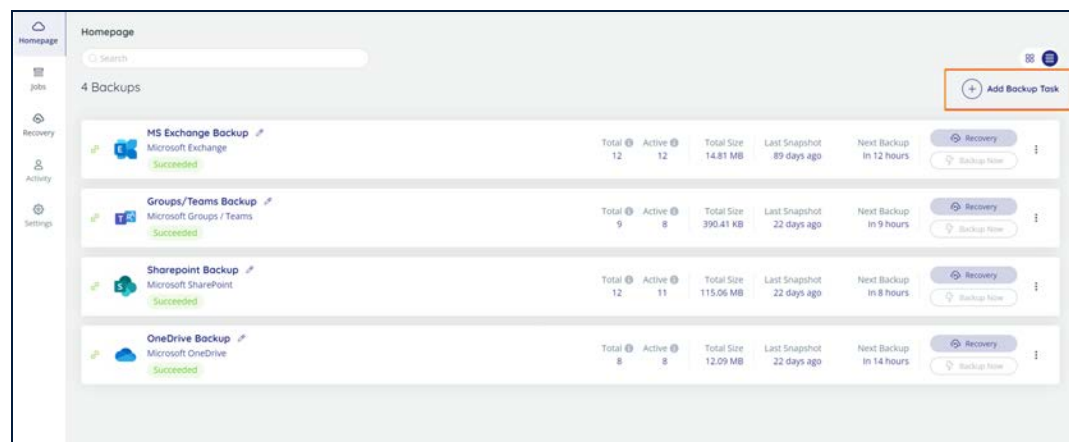 Homepage
Jobs
Recovery
Activity
Settings
Homepage
Search
4 Backups
Add Backup Task
MS Exchange Backup
Microsoft Exchange
Succeeded
Total Active Total Size Last Snapshot Next Backup
12 12 14.81 MB 89 days ago In 12 hours
Recovery
Backup Now
Groups/Teams Backup
Microsoft Groups / Teams
Succeeded
Total Active Total Size Last Snapshot Next Backup
9 8 390.41 KB 22 days ago In 9 hours
Recovery
Backup Now
Sharepoint Backup
Microsoft SharePoint
Succeeded
Total Active Total Size Last Snapshot Next Backup
12 11 115.06 MB 22 days ago In 8 hours
Recovery
Backup Now
OneDrive Backup
Microsoft OneDrive
Succeeded
Total Active Total Size Last Snapshot Next Backup
8 8 12.09 MB 22 days ago In 14 hours
Recovery
Backup Now